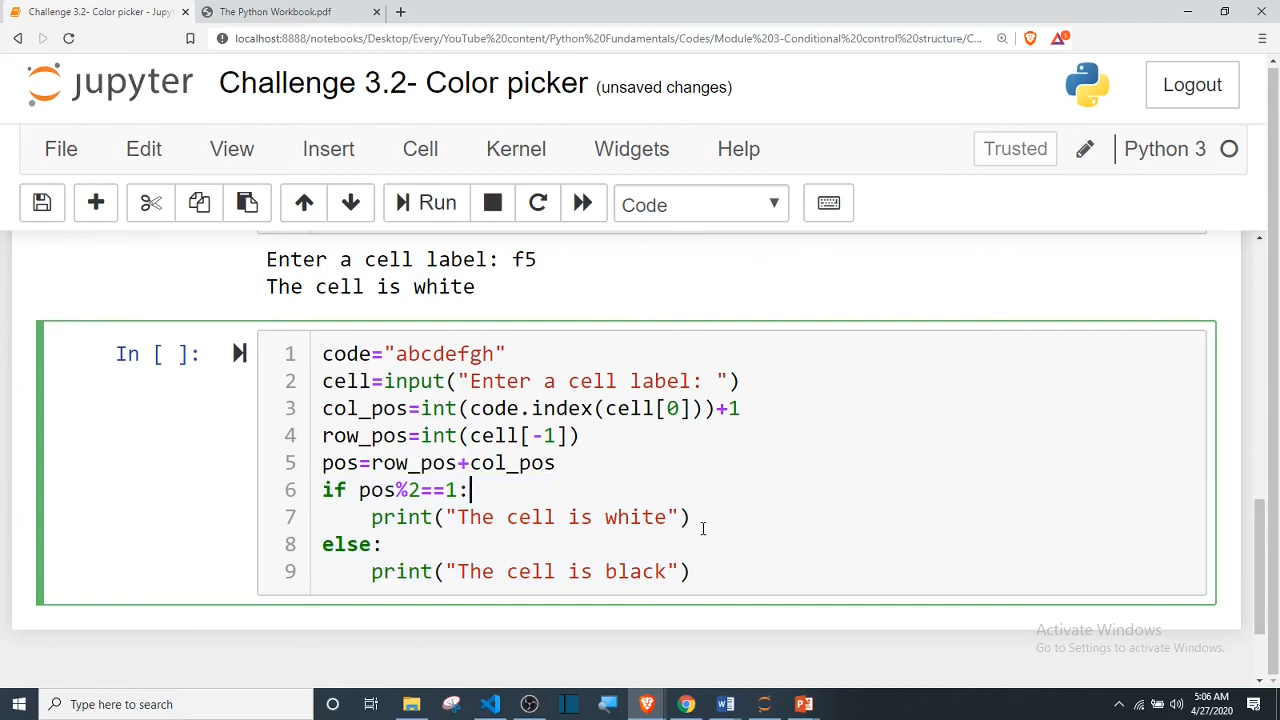 Challenge 3.2- Color picker - Jupyt
The Python Workbook.pdf
localhost:8888/notebooks/Desktop/Every/YouTube%20content/Python%20Fundamentals/Codes/Module%203-Conditional%20control%20structure/C...
jupyter Challenge 3.2- Color picker (unsaved changes)
Logout
File Edit View Insert Cell Kernel Widgets Help Trusted Python 3
Run Code
Enter a cell label: f5
The cell is white
In [ ]:
1 code="abcdefgh"
2 cell=input("Enter a cell label: ")
3 col_pos=int(code.index(cell[0]))+1
4 row_pos=int(cell[-1])
5 pos=row_pos+col_pos
6 if pos%2==1:
7     print("The cell is white")
8 else:
9     print("The cell is black")
Activate Windows
Go to Settings to activate Windows.
Type here to search
5:06 AM
4/27/2020